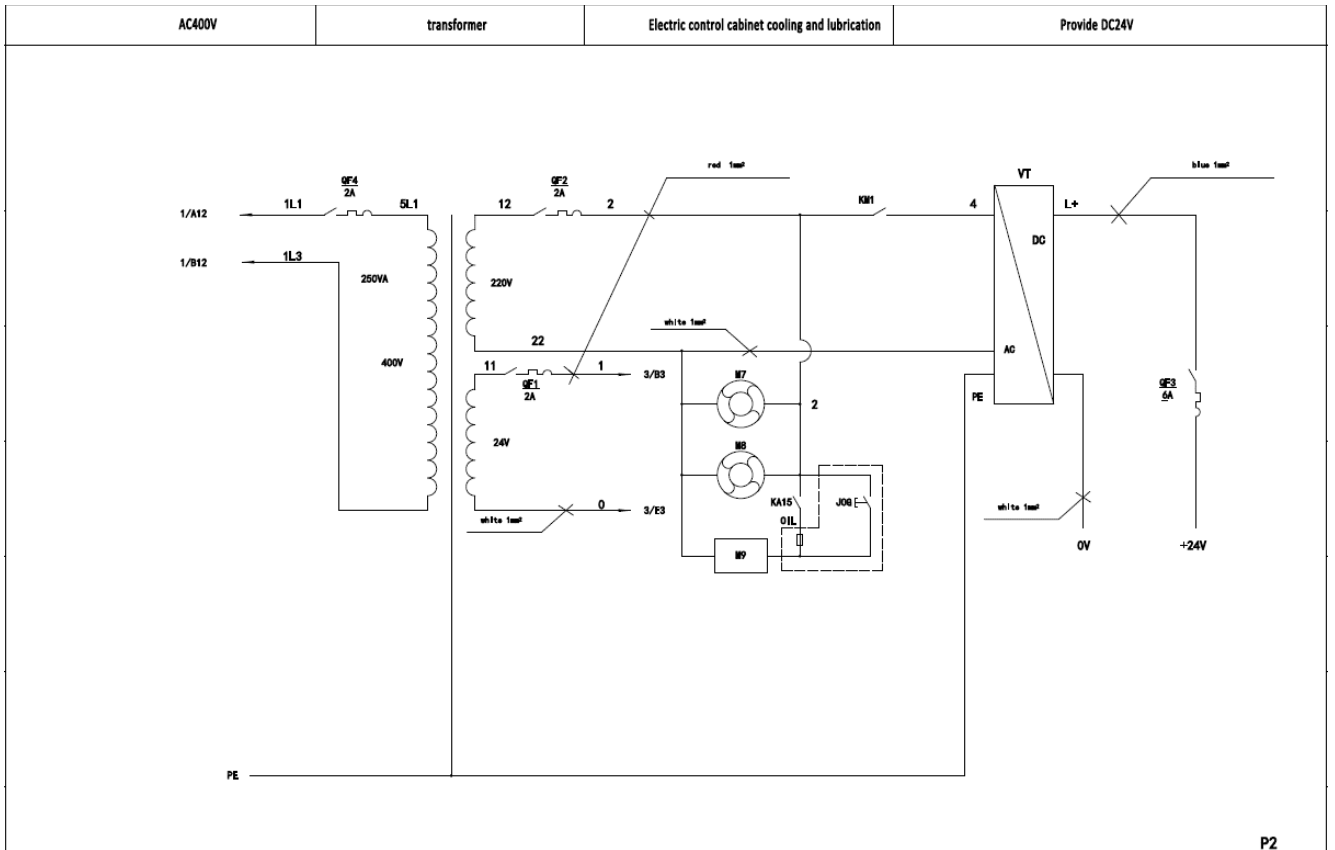 AC400V
transformer
Electric control cabinet cooling and lubrication
Provide DC24V
red 1mm²
blue 1mm²
QF4
2A
QF2
2A
VT
1/A12
1L1
5L1
12
2
KM1
4
L+
DC
1/B12
1L3
250VA
220V
white 1mm²
22
AC
400V
11
1
3/B3
M7
QF1
2A
PE
QF3
6A
2
24V
M8
KA15
JOG
0
3/E3
white 1mm²
OIL
white 1mm²
M9
0V
+24V
PE
P2